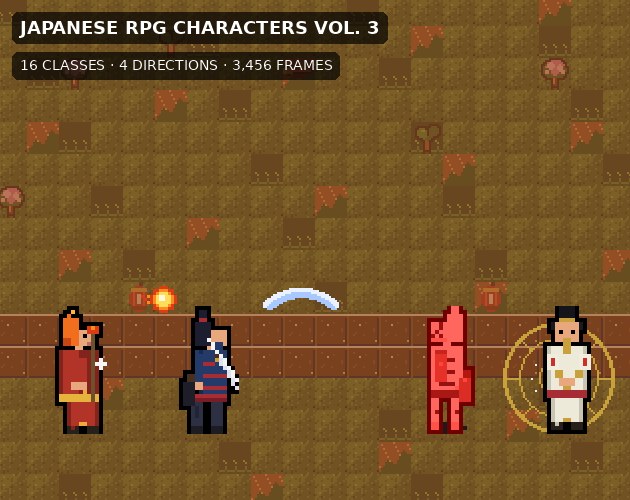 JAPANESE RPG CHARACTERS VOL. 3
16 CLASSES · 4 DIRECTIONS · 3,456 FRAMES